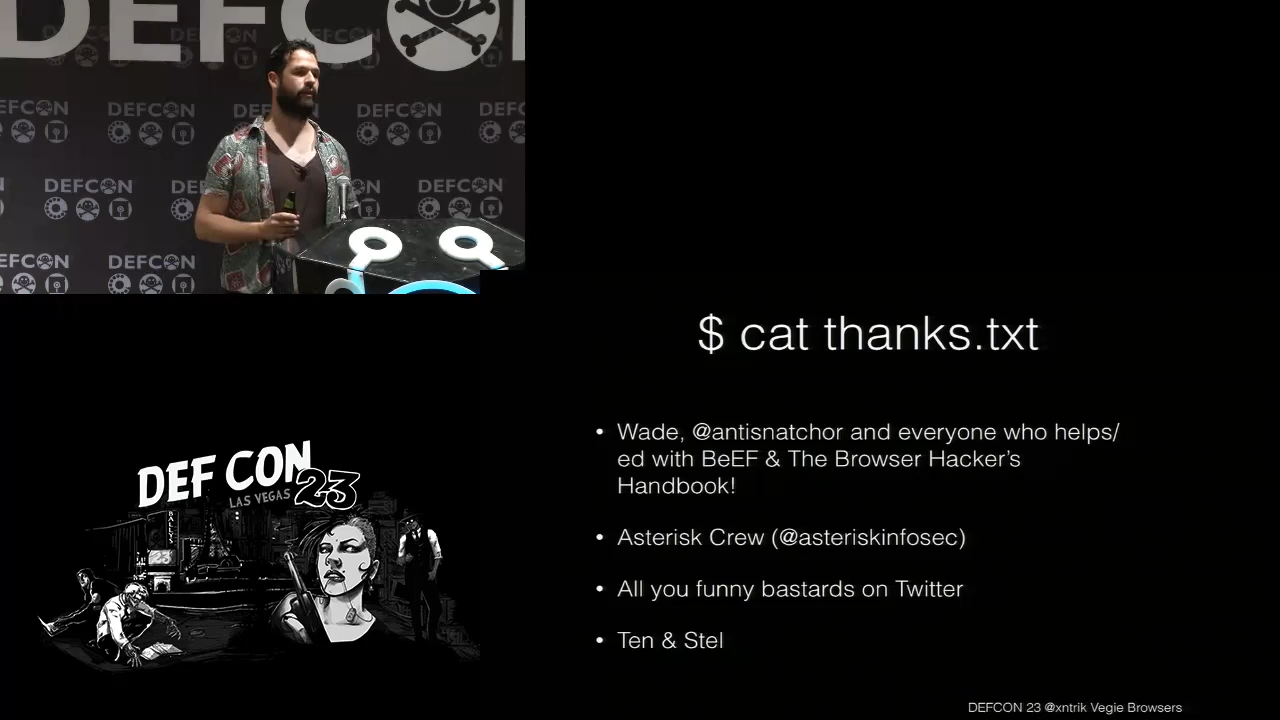 DEFCON
DEFCON DEFCON DEFCON DEFCON
DEFCON DEFCON DEFCON
DEFCON DEFCON
$ cat thanks.txt
• Wade, @antisnatchor and everyone who helps/
ed with BeEF & The Browser Hacker's
Handbook!
• Asterisk Crew (@asteriskinfosec)
• All you funny bastards on Twitter
• Ten & Stel
DEF CON 23
LAS VEGAS
BALLYS
DEFCON 23 @xntrik Vegie Browsers